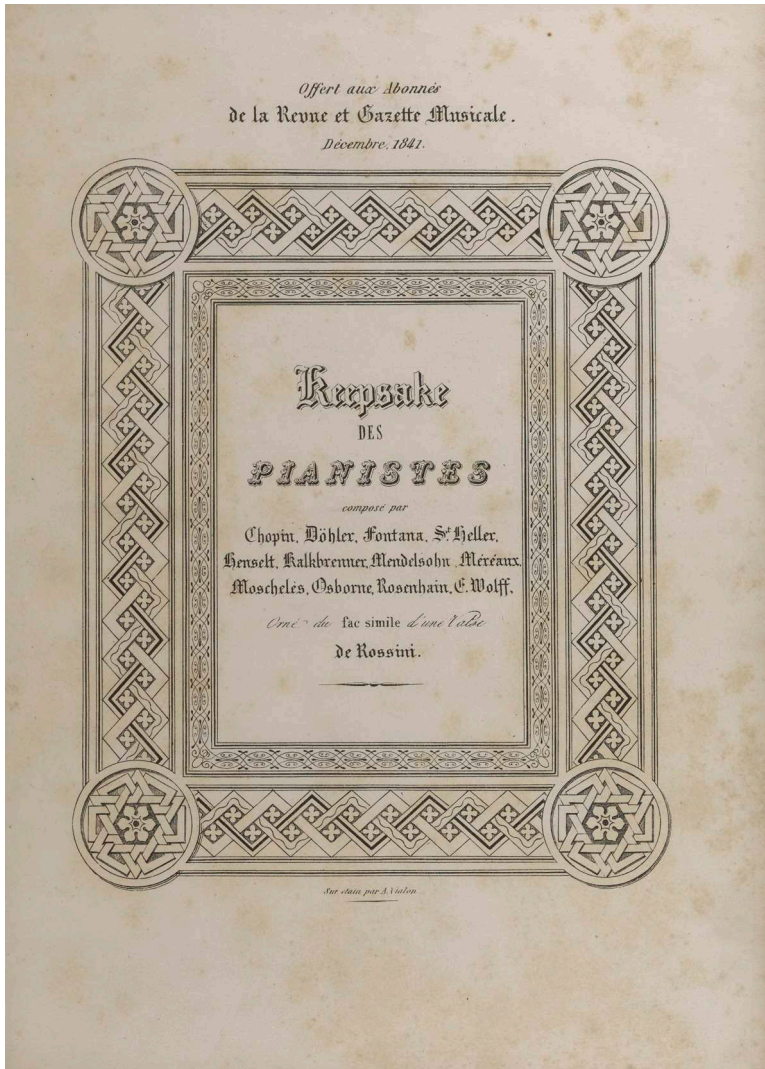 Offert aux Abonnés
de la Revue et Gazette Musicale.
Décembre. 1841.
Keepsake
DES
PIANISTES
composé par
Chopin, Döhler, Fontana, St Heller,
Henselt, Kalkbrenner, Mendelsohn, Méréaux,
Moschelès, Osborne, Rosenhain, E. Wolff,
Orné du fac simile d'une Valse
de Rossini.
Sur etain par A. Vialon